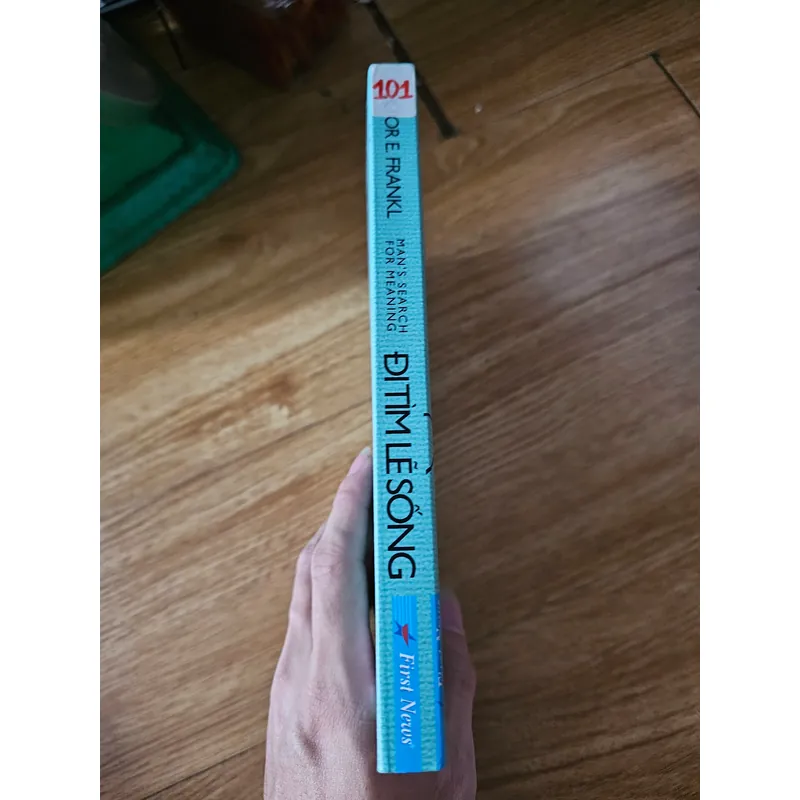 101
OR E. FRANKL
MAN'S SEARCH
FOR MEANING
ĐI TÌM LẼ SỐNG
First News